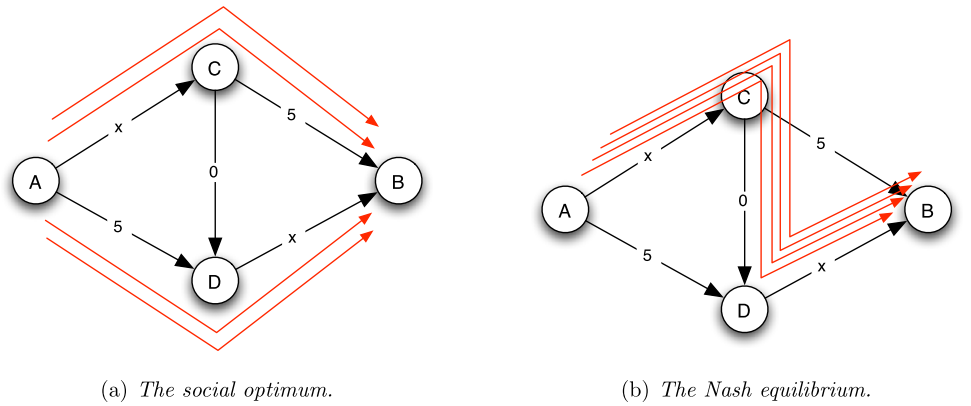 C
x
5
A
0
B
5
x
D
(a) The social optimum.
C
x
5
A
0
B
5
x
D
(b) The Nash equilibrium.